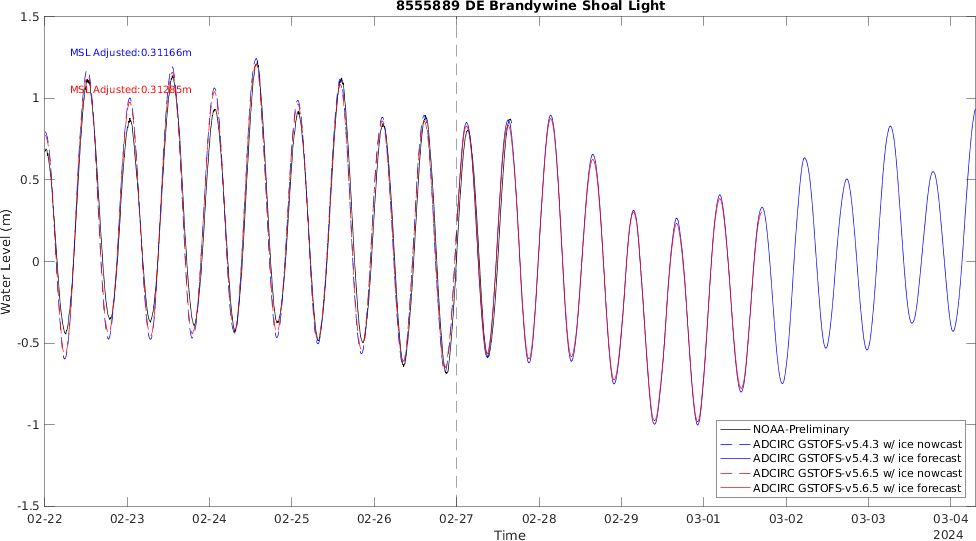 8555889 DE Brandywine Shoal Light
1.5
1
0.5
0
-0.5
-1
-1.5
Water Level (m)
MSL Adjusted:0.31166m
MSL Adjusted:0.31285m
NOAA-Preliminary
ADCIRC GSTOFS-v5.4.3 w/ ice nowcast
ADCIRC GSTOFS-v5.4.3 w/ ice forecast
ADCIRC GSTOFS-v5.6.5 w/ ice nowcast
ADCIRC GSTOFS-v5.6.5 w/ ice forecast
02-22 02-23 02-24 02-25 02-26 02-27 02-28 02-29 03-01 03-02 03-03 03-04
Time
2024